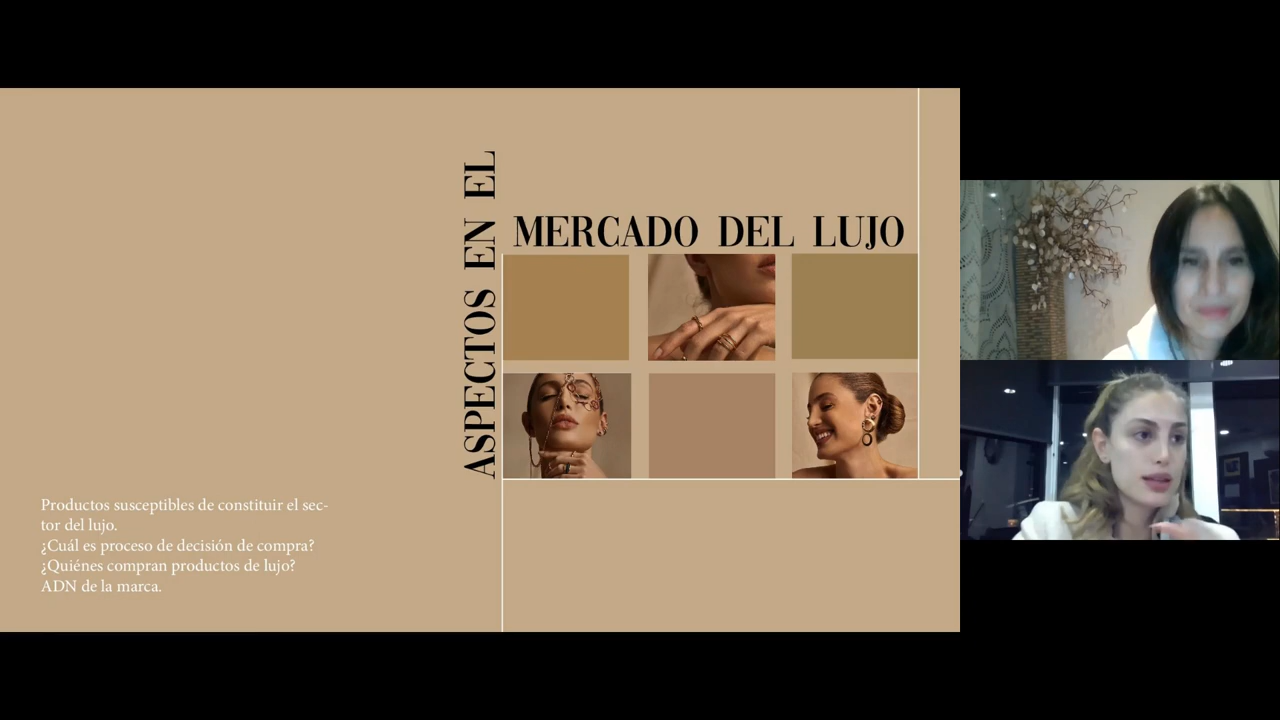 ASPECTOS EN EL
MERCADO DEL LUJO
Productos susceptibles de constituir el sec-
tor del lujo.
¿Cuál es proceso de decisión de compra?
¿Quiénes compran productos de lujo?
ADN de la marca.